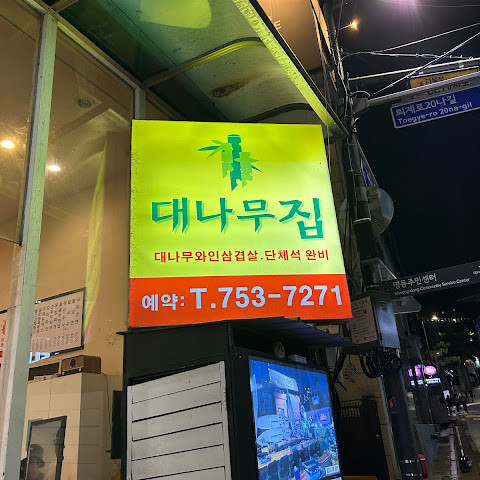 대나무집
대나무와인삼겹살.단체석 완비
예약: T.753-7271
퇴계로20나길
Toegye-ro 20na-gil
명동주민센터